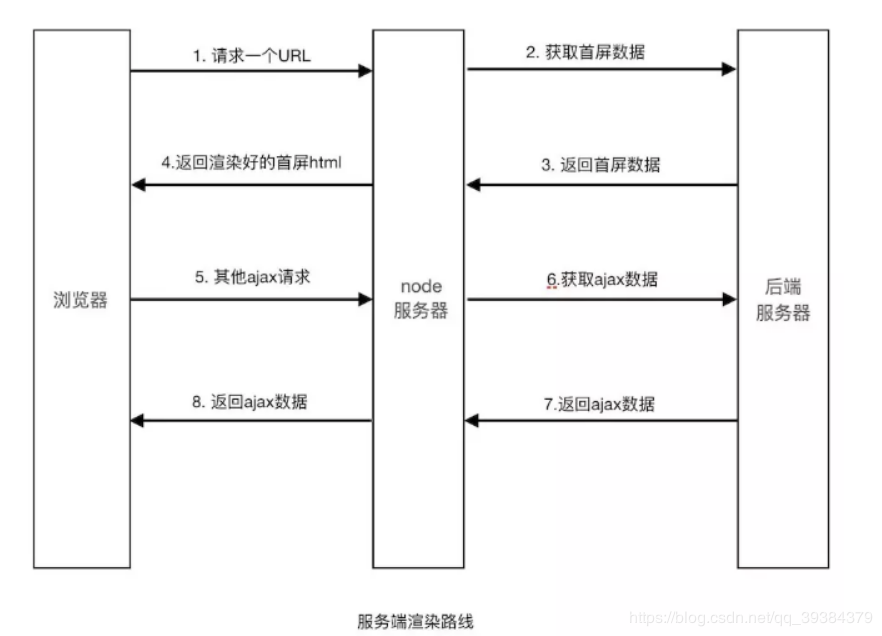 1. 请求一个URL
2. 获取首屏数据
4.返回渲染好的首屏html
3. 返回首屏数据
5. 其他ajax请求
6.获取ajax数据
浏览器
node
服务器
后端
服务器
8. 返回ajax数据
7.返回ajax数据
服务端渲染路线
https://blog.csdn.net/qq_39384379